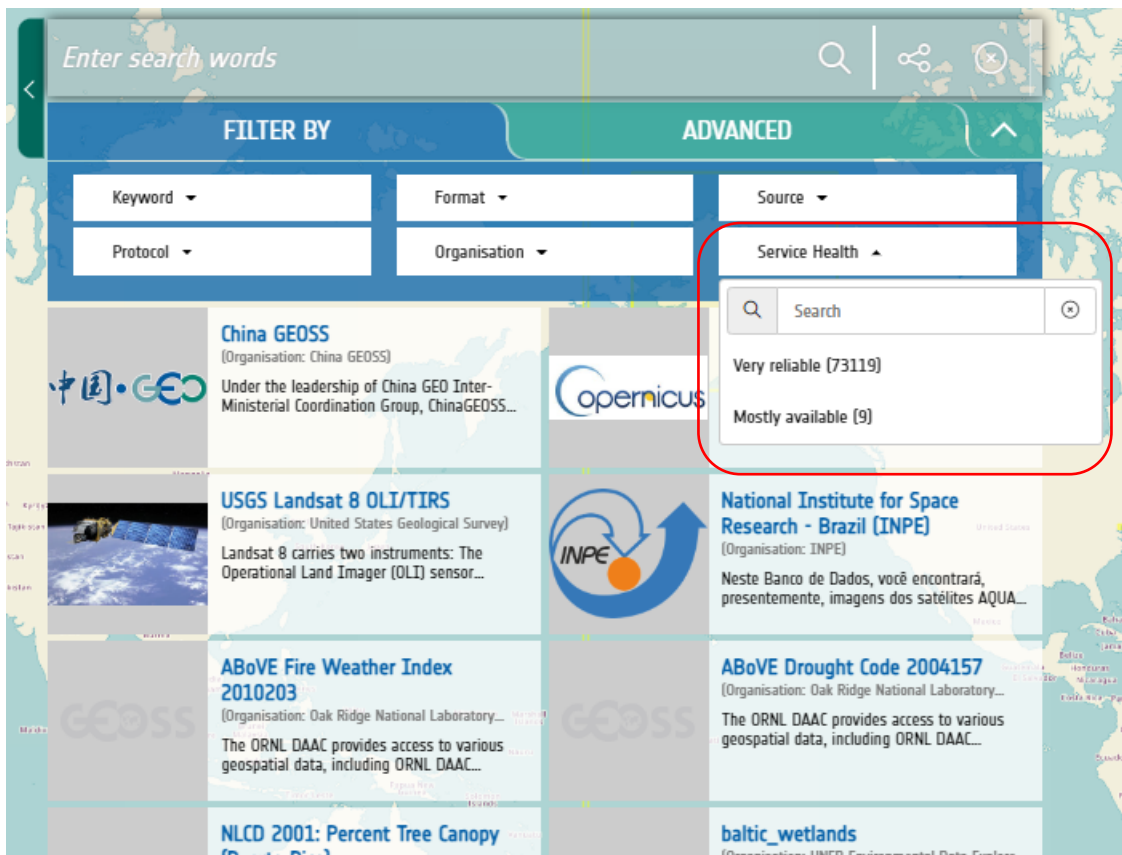 Enter search words
FILTER BY
ADVANCED
Keyword
Format
Source
Protocol
Organisation
Service Health
Search
Very reliable (73119)
Mostly available (9)
中国·GEO
China GEOSS
(Organisation: China GEOSS)
Under the leadership of China GEO Inter-
Ministerial Coordination Group, ChinaGEOSS...
Copernicus
USGS Landsat 8 OLI/TIRS
(Organisation: United States Geological Survey)
Landsat 8 carries two instruments: The
Operational Land Imager (OLI) sensor...
INPE
National Institute for Space
Research - Brazil (INPE)
(Organisation: INPE)
Neste Banco de Dados, você encontrará,
presentemente, imagens dos satélites AQUA...
GEOSS
ABoVE Fire Weather Index
2010203
(Organisation: Oak Ridge National Laboratory...
The ORNL DAAC provides access to various
geospatial data, including ORNL DAAC...
GEOSS
ABoVE Drought Code 2004157
(Organisation: Oak Ridge National Laboratory...
The ORNL DAAC provides access to various
geospatial data, including ORNL DAAC...
NLCD 2001: Percent Tree Canopy
baltic_wetlands